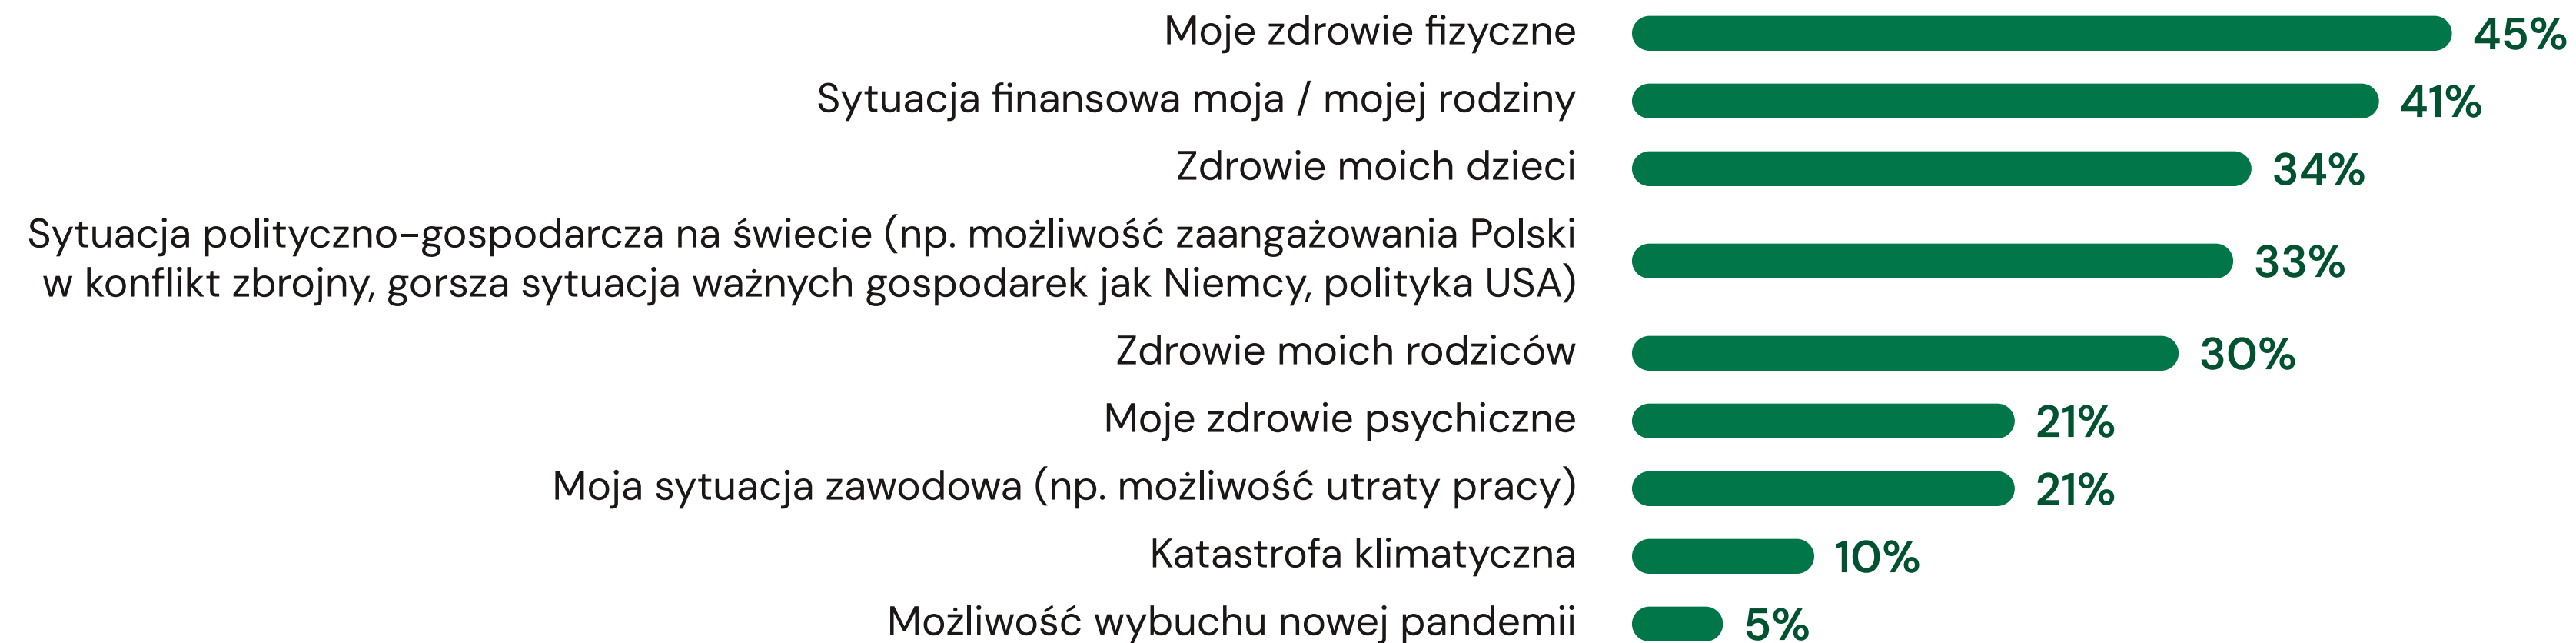 Moje zdrowie fizyczne 45%
Sytuacja finansowa moja / mojej rodziny 41%
Zdrowie moich dzieci 34%
Sytuacja polityczno-gospodarcza na świecie (np. możliwość zaangażowania Polski
w konflikt zbrojny, gorsza sytuacja ważnych gospodarek jak Niemcy, polityka USA) 33%
Zdrowie moich rodziców 30%
Moje zdrowie psychiczne 21%
Moja sytuacja zawodowa (np. możliwość utraty pracy) 21%
Katastrofa klimatyczna 10%
Możliwość wybuchu nowej pandemii 5%